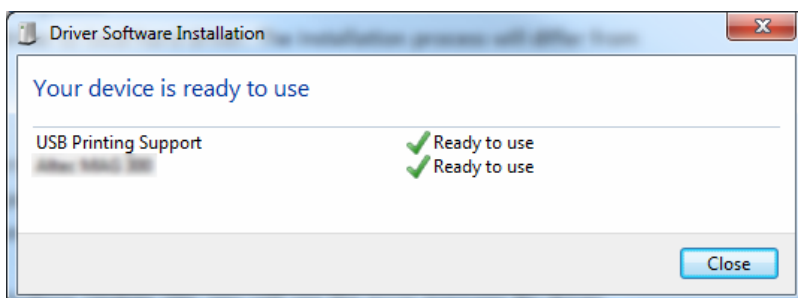 Driver Software Installation
Your device is ready to use
USB Printing Support Ready to use
Ready to use
Close